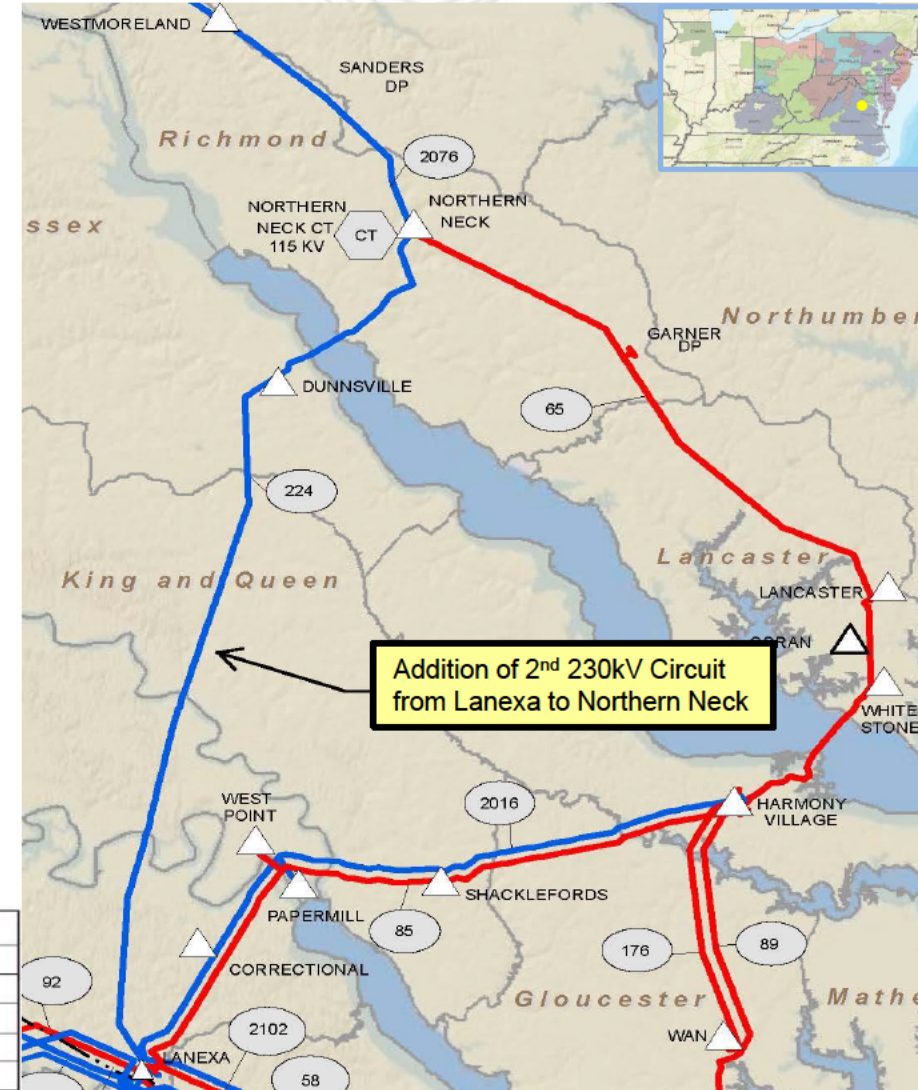 WESTMORELAND
SANDERS
DP
Richmond
2076
NORTHERN
NECK CT
115 KV
CT
NORTHERN
NECK
ssex
Northumber
GARNER
DP
DUNNSVILLE
65
224
Lancaster
King and Queen
LANCASTER
ORAN
Addition of 2nd 230kV Circuit
from Lanexa to Northern Neck
WHITE
STONE
WEST
POINT
2016
HARMONY
VILLAGE
PAPERMILL
SHACKLEFORDS
85
176
89
CORRECTIONAL
92
Gloucester
Mathe
2102
WAN
LANEXA
58